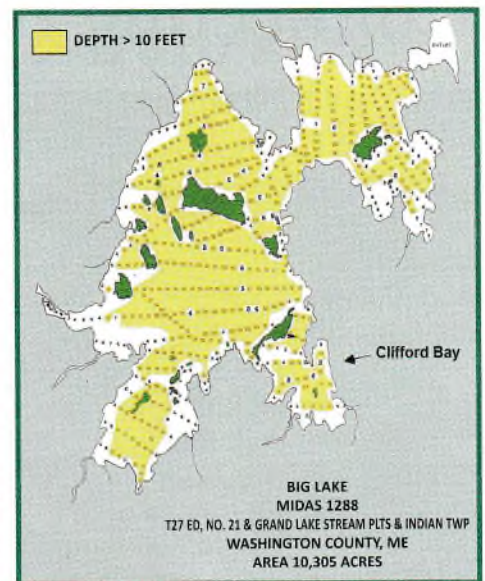 DEPTH > 10 FEET
Clifford Bay
BIG LAKE
MIDAS 1288
T27 ED, NO. 21 & GRAND LAKE STREAM PLTS & INDIAN TWP
WASHINGTON COUNTY, ME
AREA 10,305 ACRES